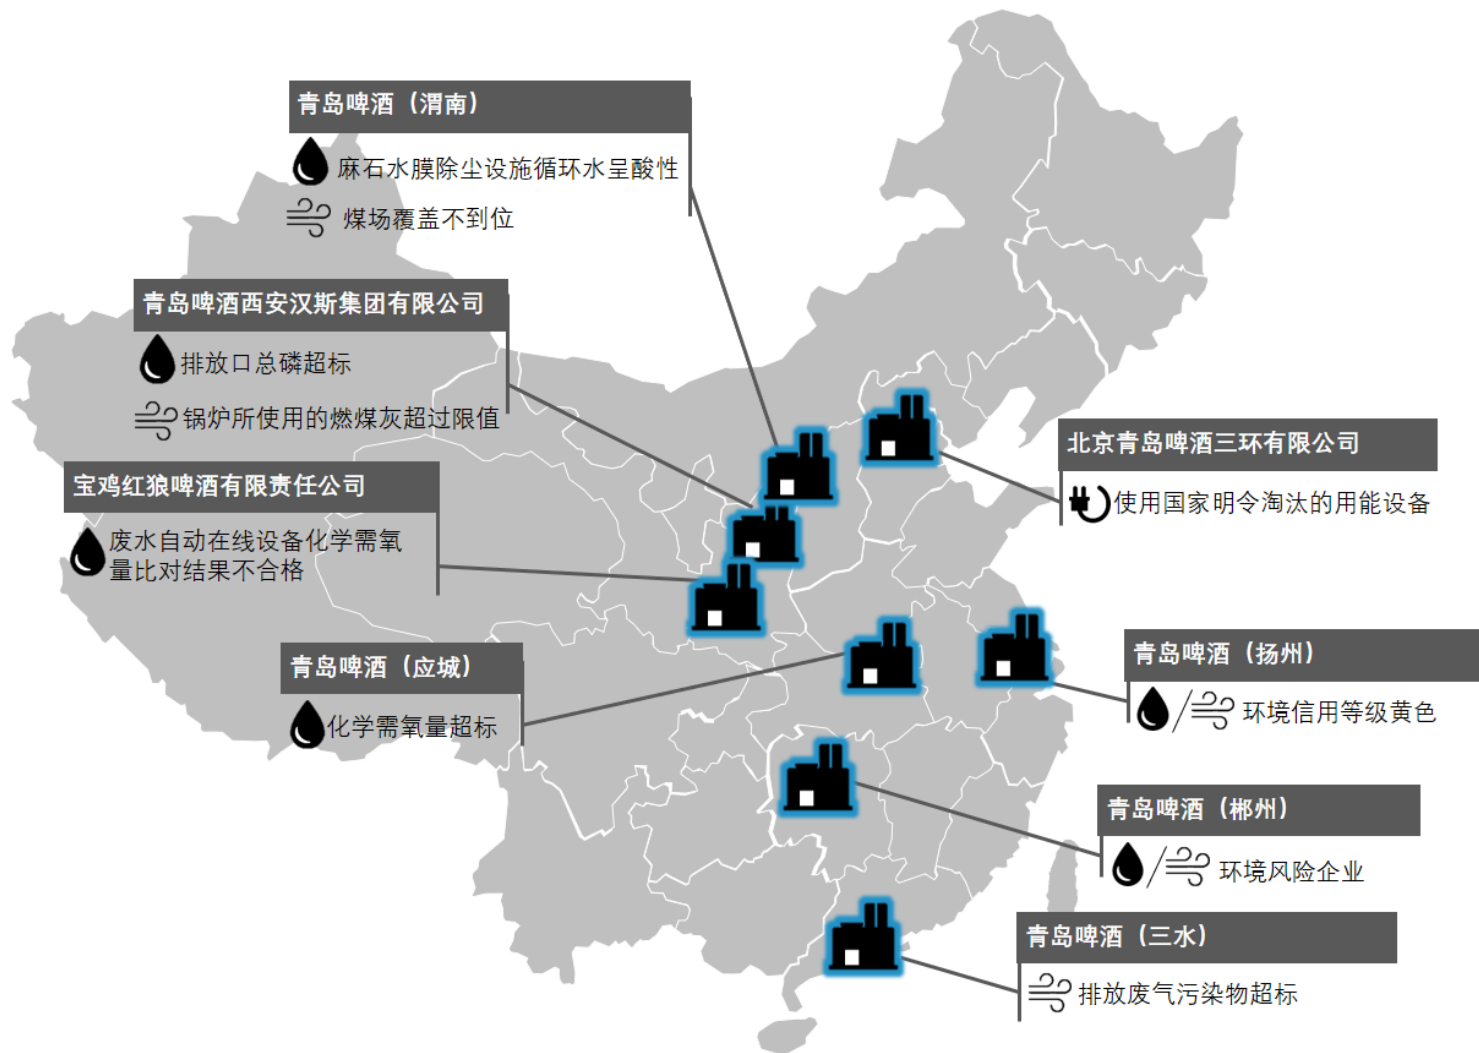 青岛啤酒（渭南）
麻石水膜除尘设施循环水呈酸性
煤场覆盖不到位
青岛啤酒西安汉斯集团有限公司
排放口总磷超标
锅炉所使用的燃煤灰超过限值
宝鸡红狼啤酒有限责任公司
废水自动在线设备化学需氧
量比对结果不合格
青岛啤酒（应城）
化学需氧量超标
北京青岛啤酒三环有限公司
使用国家明令淘汰的用能设备
青岛啤酒（扬州）
环境信用等级黄色
青岛啤酒（郴州）
环境风险企业
青岛啤酒（三水）
排放废气污染物超标